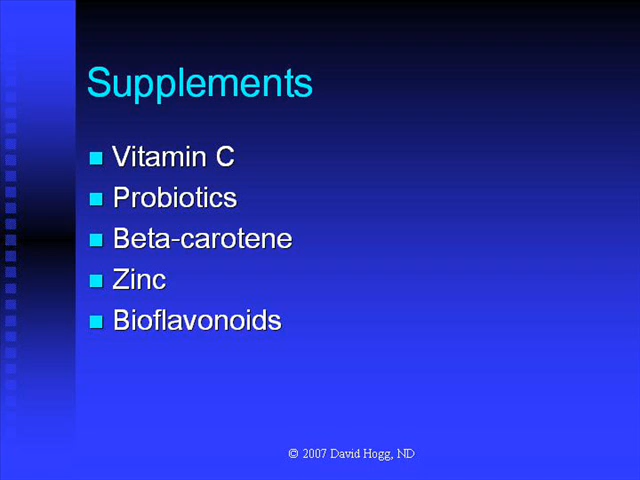 Supplements
Vitamin C
Probiotics
Beta-carotene
Zinc
Bioflavonoids
© 2007 David Hogg, ND